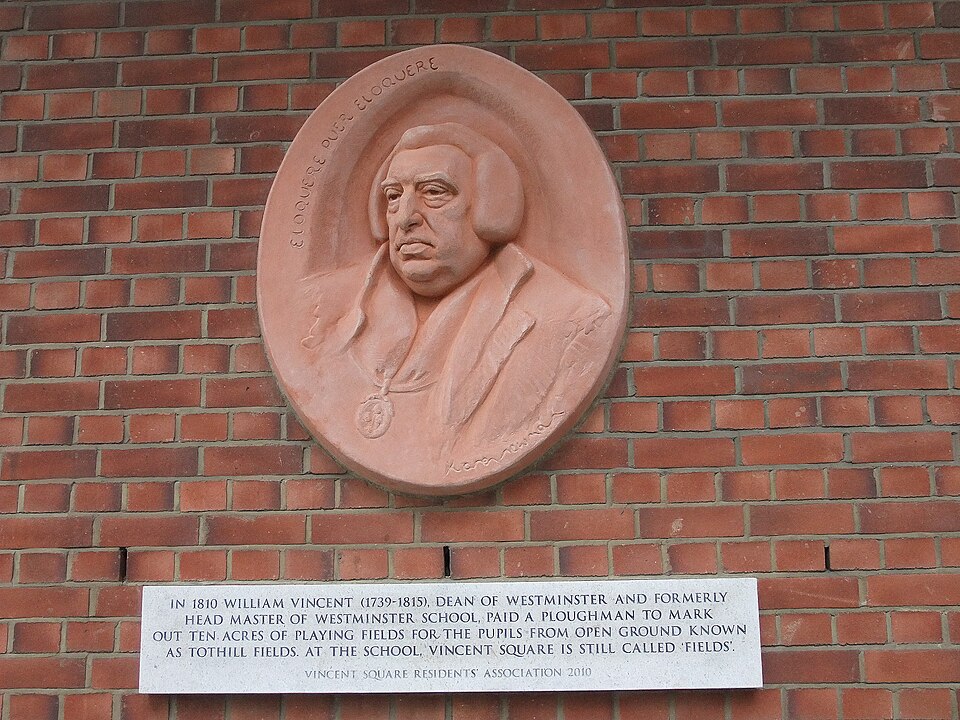 ELOQUERE PUER ELOQUERE
Karen Newman
IN 1810 WILLIAM VINCENT (1739-1815), DEAN OF WESTMINSTER AND FORMERLY
HEAD MASTER OF WESTMINSTER SCHOOL, PAID A PLOUGHMAN TO MARK
OUT TEN ACRES OF PLAYING FIELDS FOR THE PUPILS FROM OPEN GROUND KNOWN
AS TOTHILL FIELDS. AT THE SCHOOL, VINCENT SQUARE IS STILL CALLED 'FIELDS'.
VINCENT SQUARE RESIDENTS' ASSOCIATION 2010